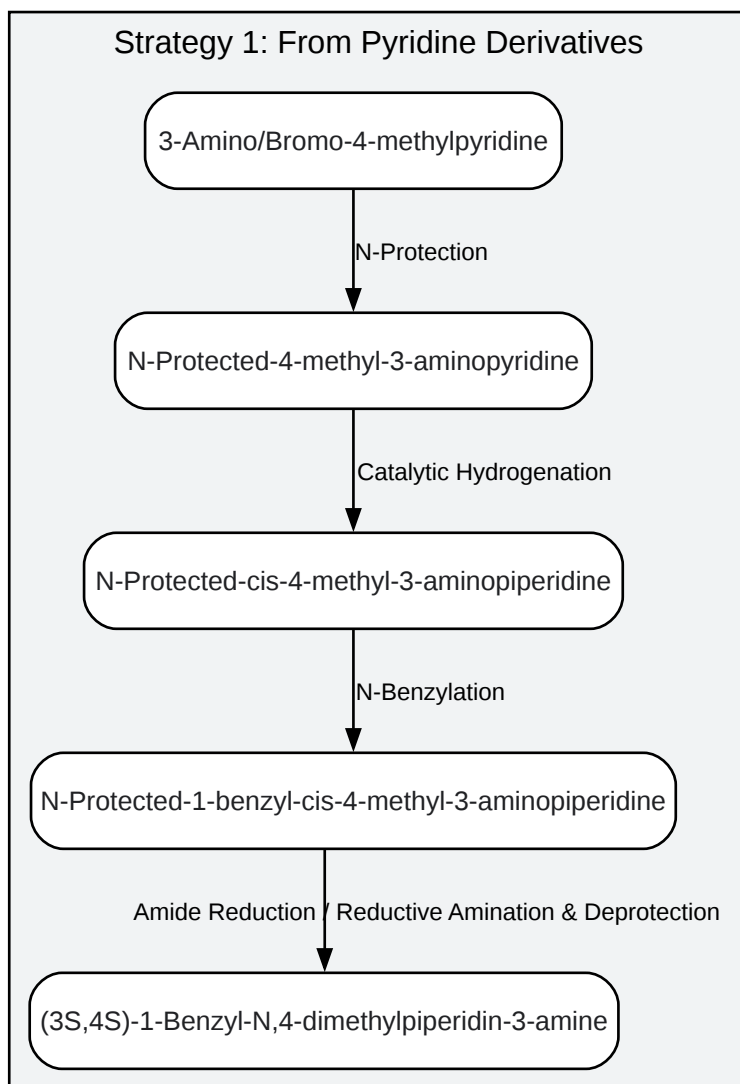 Strategy 1: From Pyridine Derivatives
3-Amino/Bromo-4-methylpyridine
N-Protection
N-Protected-4-methyl-3-aminopyridine
Catalytic Hydrogenation
N-Protected-cis-4-methyl-3-aminopiperidine
N-Benzylation
N-Protected-1-benzyl-cis-4-methyl-3-aminopiperidine
Amide Reduction / Reductive Amination & Deprotection
(3S,4S)-1-Benzyl-N,4-dimethylpiperidin-3-amine